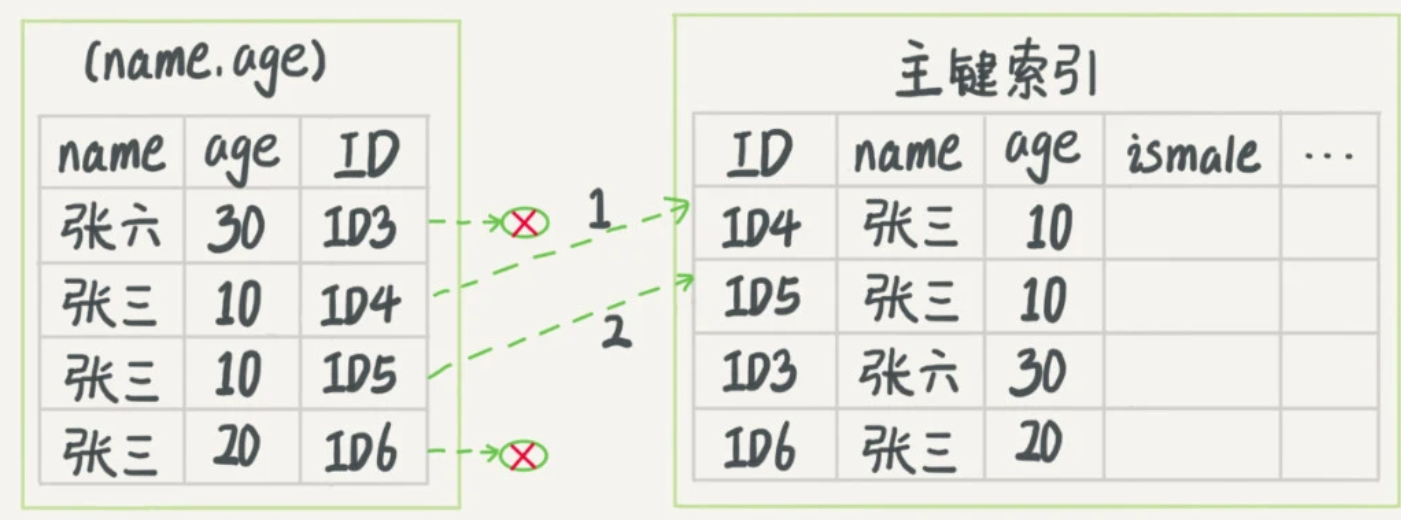 (name.age)
name age ID
张六 30 ID3
张三 10 ID4
张三 10 ID5
张三 20 ID6
1
2
主键索引
ID name age ismale ...
ID4 张三 10
ID5 张三 10
ID3 张六 30
ID6 张三 20